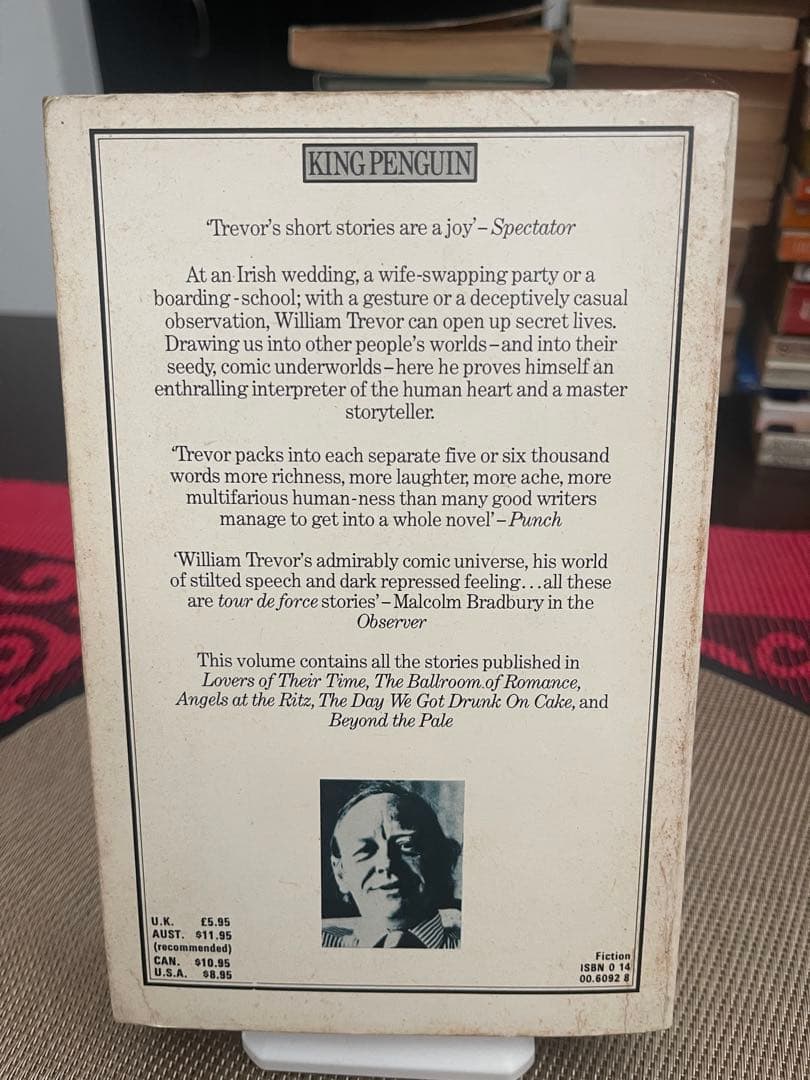 KING PENGUIN
‘Trevor’s short stories are a joy’–Spectator
At an Irish wedding, a wife-swapping party or a
boarding-school; with a gesture or a deceptively casual
observation, William Trevor can open up secret lives.
Drawing us into other people’s worlds–and into their
seedy, comic underworlds–here he proves himself an
enthralling interpreter of the human heart and a master
storyteller.
‘Trevor packs into each separate five or six thousand
words more richness, more laughter, more ache, more
multifarious human-ness than many good writers
manage to get into a whole novel’–Punch
‘William Trevor’s admirably comic universe, his world
of stilted speech and dark repressed feeling...all these
are tour de force stories’–Malcolm Bradbury in the
Observer
This volume contains all the stories published in
Lovers of Their Time, The Ballroom of Romance,
Angels at the Ritz, The Day We Got Drunk On Cake, and
Beyond the Pale
U.K. £5.95
AUST. $11.95
(recommended)
CAN. $10.95
U.S.A. $8.95
Fiction
ISBN 0 14
00.6092 8